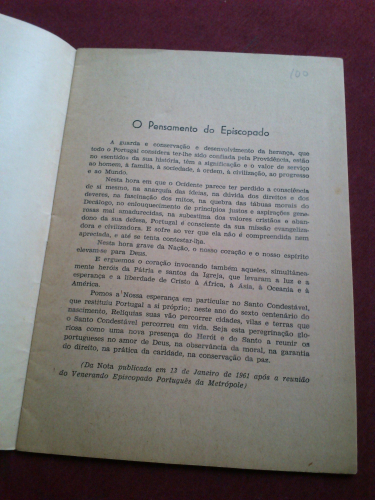 100
O Pensamento do Episcopado
A guarda e conservação e desenvolvimento da herança, que
todo o Portugal considera ter-lhe sido confiada pela Providência, estão
no «sentido» da sua história, têm a significação e o valor de serviço
ao homem, à família, à sociedade, à ordem, à civilização, ao progresso
e ao Mundo.
Nesta hora em que o Ocidente parece ter perdido a consciência
de si mesmo, na anarquia das ideias, na dúvida dos direitos e dos
deveres, na fascinação dos mitos, na quebra das tábuas morais do
Decálogo, no enlouquecimento de princípios justos e aspirações gene-
rosas mal amadurecidas, na subestima dos valores cristãos e aban-
dono da sua defesa, Portugal é consciente da sua missão evangeliza-
dora e civilizadora. E sofre ao ver que ela não é compreendida nem
apreciada, e até se tenta contestar-lha.
Nesta hora grave da Nação, o nosso coração e o nosso espírito
elevam-se para Deus.
E erguemos o coração invocando também aqueles, simultânea-
mente heróis da Pátria e santos da Igreja, que levaram a luz e a
esperança e a liberdade de Cristo à África, à Ásia, à Oceania e à
América.
Pomos a Nossa esperança em particular no Santo Condestável,
que restituiu Portugal a si próprio; neste ano do sexto centenário do
nascimento, Relíquias suas vão percorrer cidades, vilas e terras que
o Santo Condestável percorreu em vida. Seja esta peregrinação glo-
riosa como uma nova presença do Herói e do Santo a reunir os
portugueses no amor de Deus, na observância da moral, na garantia
do direito, na prática da caridade, na conservação da paz.
(Da Nota publicada em 13 de Janeiro de 1961 após a reunião
do Venerando Episcopado Português da Metrópole)